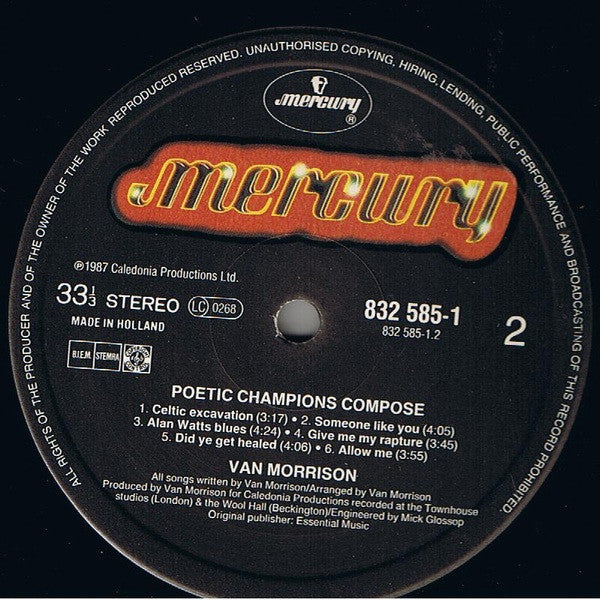 ALL RIGHTS OF THE PRODUCER AND OF THE OWNER OF THE WORK REPRODUCED RESERVED. UNAUTHORISED COPYING, HIRING, LENDING, PUBLIC PERFORMANCE AND BROADCASTING OF THIS RECORD PROHIBITED.
mercury
®
mercury
℗1987 Caledonia Productions Ltd.
33⅓ STEREO LC 0268
MADE IN HOLLAND
832 585-1
832 585-1.2
2
B.I.E.M. STEMRA
POETIC CHAMPIONS COMPOSE
1. Celtic excavation (3:17) • 2. Someone like you (4:05)
3. Alan Watts blues (4:24) • 4. Give me my rapture (3:45)
5. Did ye get healed (4:06) • 6. Allow me (3:55)
VAN MORRISON
All songs written by Van Morrison/Arranged by Van Morrison
Produced by Van Morrison for Caledonia Productions recorded at the Townhouse
studios (London) & the Wool Hall (Beckington)/Engineered by Mick Glossop
Original publisher: Essential Music